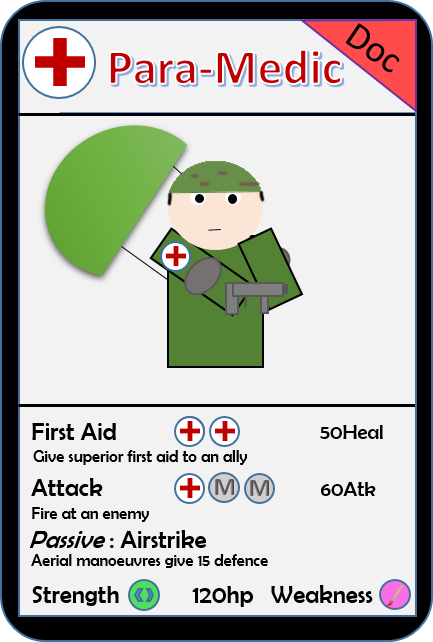 Para-Medic
Doc
First Aid 50Heal
Give superior first aid to an ally
Attack M M 60Atk
Fire at an enemy
Passive : Airstrike
Aerial manoeuvres give 15 defence
Strength 120hp Weakness